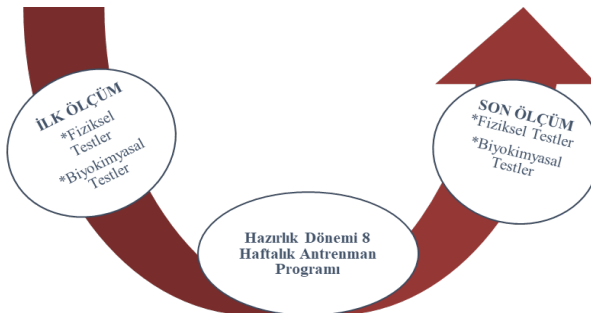 İLK ÖLÇÜM
*Fiziksel
Testler
*Biyokimyasal
Testler
Hazırlık Dönemi 8
Haftalık Antrenman
Programı
SON ÖLÇÜM
*Fiziksel Testler
*Biyokimyasal
Testler